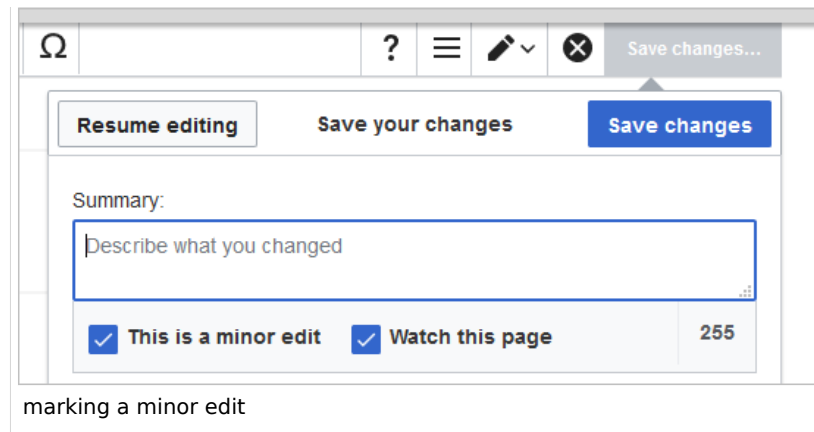 Ω ? Save changes...
Resume editing Save your changes Save changes
Summary:
Describe what you changed
This is a minor edit Watch this page 255
marking a minor edit